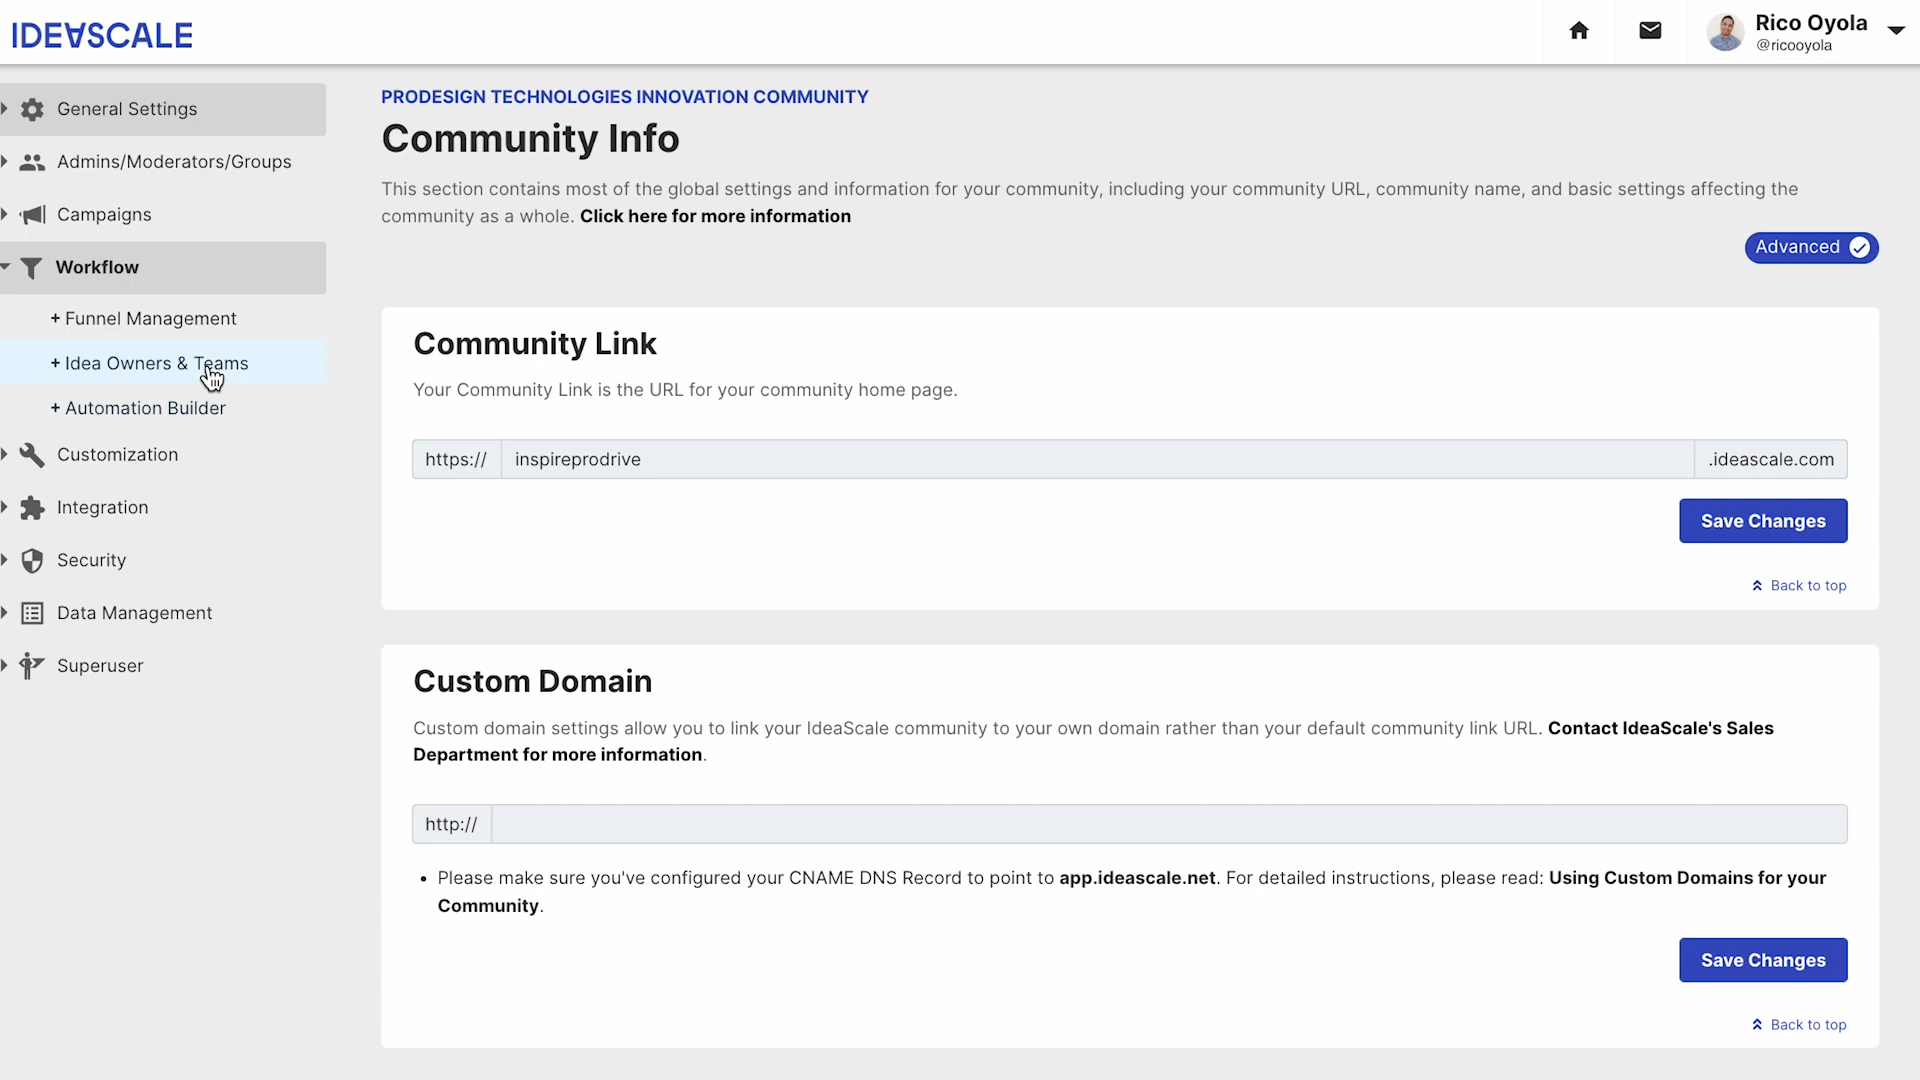 IDEASCALE
Rico Oyola
@ricooyola
General Settings
Admins/Moderators/Groups
Campaigns
Workflow
+ Funnel Management
+ Idea Owners & Teams
+ Automation Builder
Customization
Integration
Security
Data Management
Superuser
PRODESIGN TECHNOLOGIES INNOVATION COMMUNITY
Community Info
This section contains most of the global settings and information for your community, including your community URL, community name, and basic settings affecting the
community as a whole. Click here for more information
Advanced
Community Link
Your Community Link is the URL for your community home page.
https:// inspireprodrive .ideascale.com
Save Changes
Back to top
Custom Domain
Custom domain settings allow you to link your IdeaScale community to your own domain rather than your default community link URL. Contact IdeaScale's Sales
Department for more information.
http://
• Please make sure you've configured your CNAME DNS Record to point to app.ideascale.net. For detailed instructions, please read: Using Custom Domains for your
Community.
Save Changes
Back to top